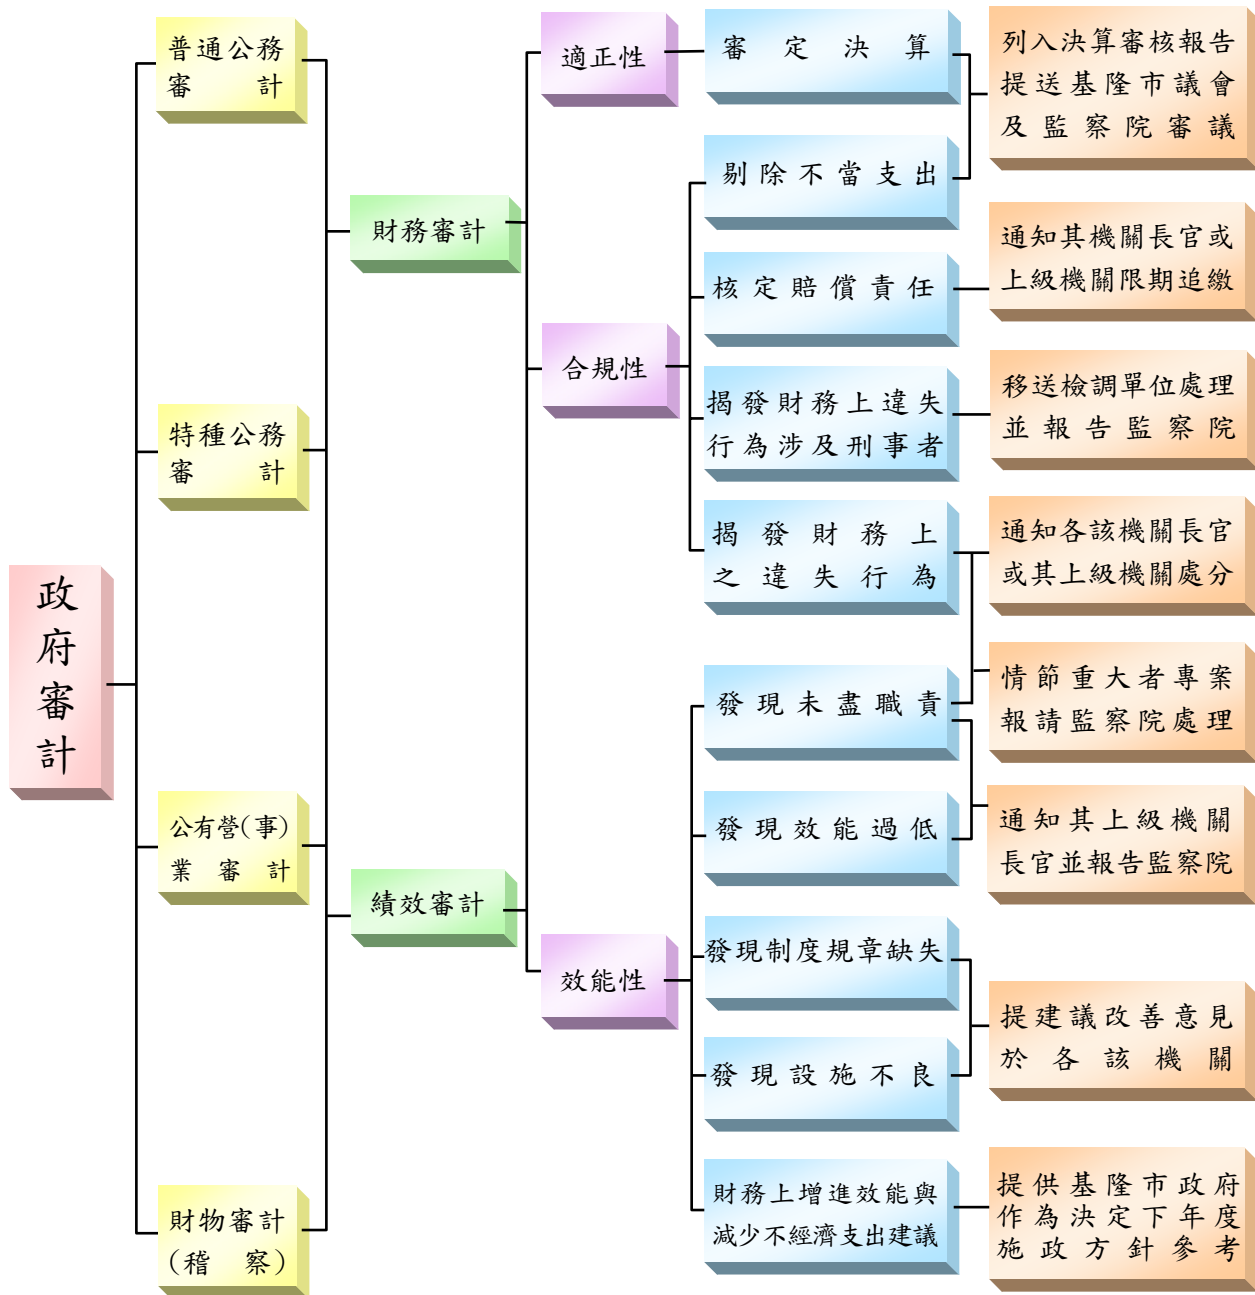 政府審計
普通公務
審計
特種公務
審計
公有營(事)
業審計
財物審計
(稽察)
財務審計
績效審計
適正性
合規性
效能性
審定決算
剔除不當支出
核定賠償責任
揭發財務上違失
行為涉及刑事者
揭發財務上
之違失行為
發現未盡職責
發現效能過低
發現制度規章缺失
發現設施不良
財務上增進效能與
減少不經濟支出建議
列入決算審核報告
提送基隆市議會
及監察院審議
通知其機關長官或
上級機關限期追繳
移送檢調單位處理
並報告監察院
通知各該機關長官
或其上級機關處分
情節重大者專案
報請監察院處理
通知其上級機關
長官並報告監察院
提建議改善意見
於各該機關
提供基隆市政府
作為決定下年度
施政方針參考